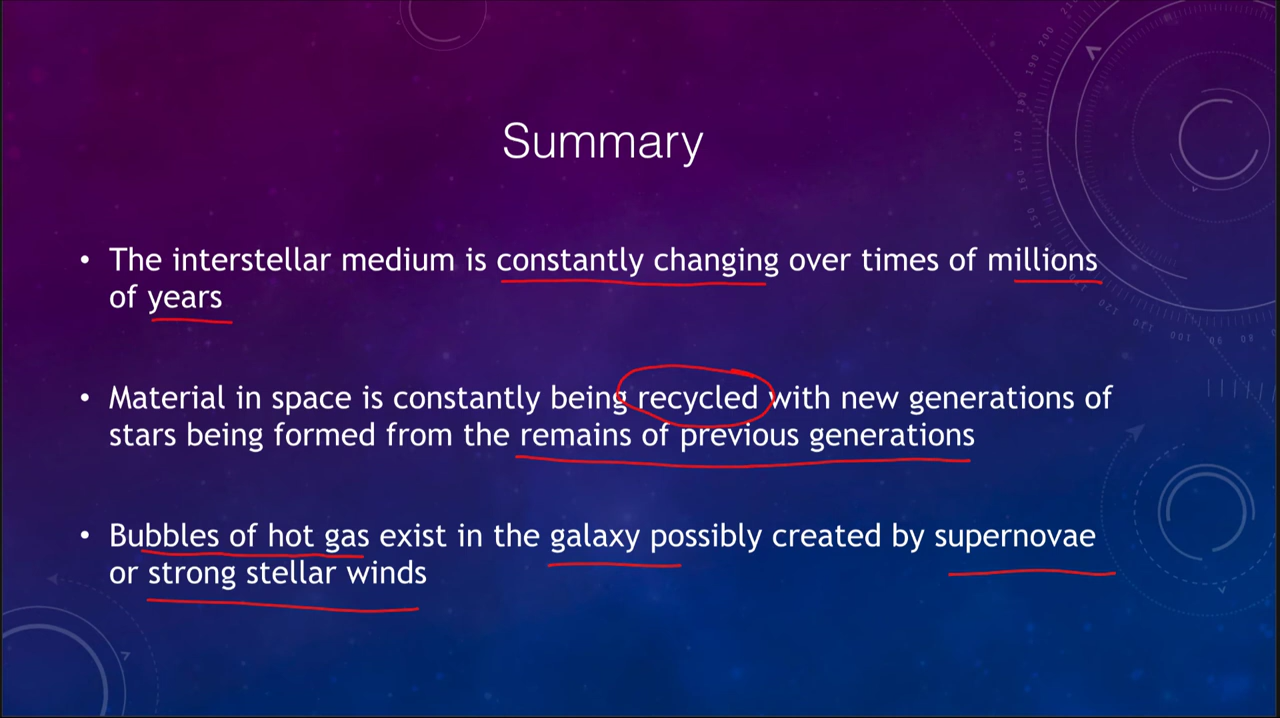 Summary
• The interstellar medium is constantly changing over times of millions
of years
• Material in space is constantly being recycled with new generations of
stars being formed from the remains of previous generations
• Bubbles of hot gas exist in the galaxy possibly created by supernovae
or strong stellar winds